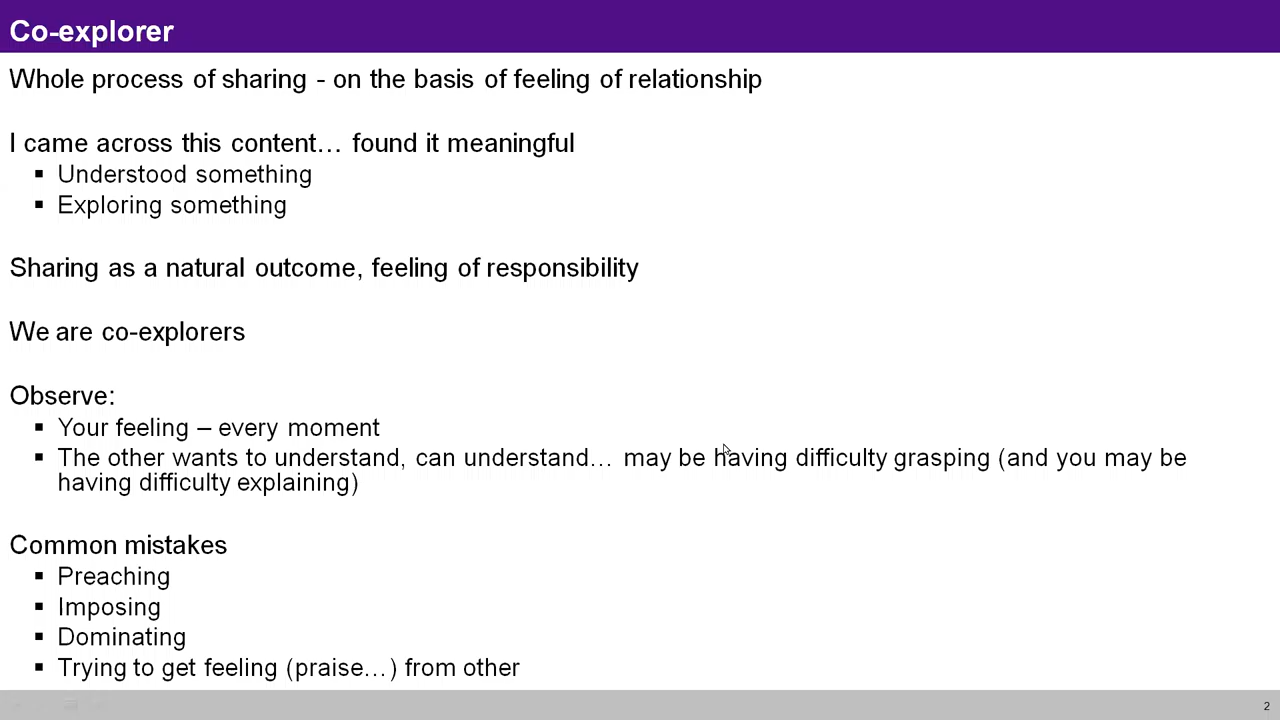 Co-explorer
Whole process of sharing - on the basis of feeling of relationship
I came across this content… found it meaningful
▪ Understood something
▪ Exploring something
Sharing as a natural outcome, feeling of responsibility
We are co-explorers
Observe:
▪ Your feeling – every moment
▪ The other wants to understand, can understand… may be having difficulty grasping (and you may be
having difficulty explaining)
Common mistakes
▪ Preaching
▪ Imposing
▪ Dominating
▪ Trying to get feeling (praise…) from other
2